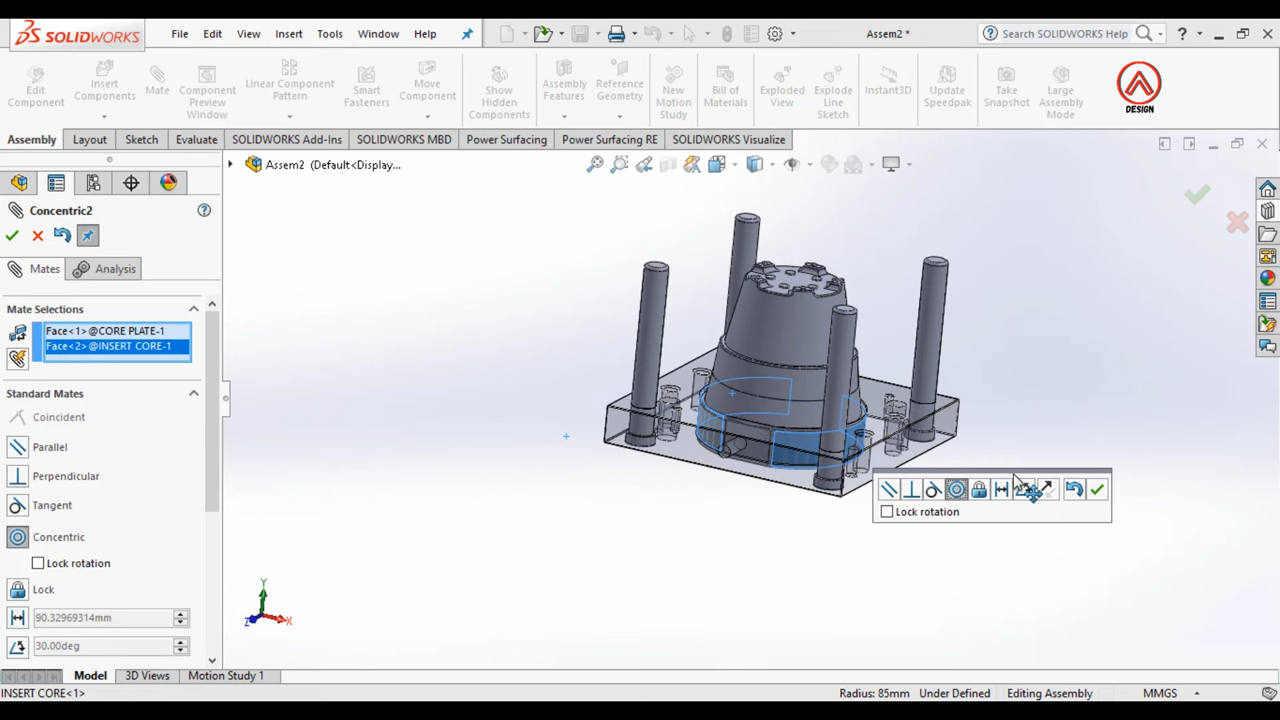 SOLIDWORKS
File Edit View Insert Tools Window Help
Assem2 *
Search SOLIDWORKS Help
?
Edit Component
Insert Components
Mate
Component Preview Window
Linear Component Pattern
Smart Fasteners
Move Component
Show Hidden Components
Assembly Features
Reference Geometry
New Motion Study
Bill of Materials
Exploded View
Explode Line Sketch
Instant3D
Update Speedpak
Take Snapshot
Large Assembly Mode
DESIGN
Assembly Layout Sketch Evaluate SOLIDWORKS Add-Ins SOLIDWORKS MBD Power Surfacing Power Surfacing RE SOLIDWORKS Visualize
Assem2 (Default<Display...
Concentric2
?
Mates Analysis
Mate Selections
Face<1>@CORE PLATE-1
Face<2>@INSERT CORE-1
Standard Mates
Coincident
Parallel
Perpendicular
Tangent
Concentric
Lock rotation
Lock
90.32969314mm
30.00deg
Lock rotation
Y
Z X
Model 3D Views Motion Study 1
INSERT CORE<1> Radius: 85mm Under Defined Editing Assembly MMGS